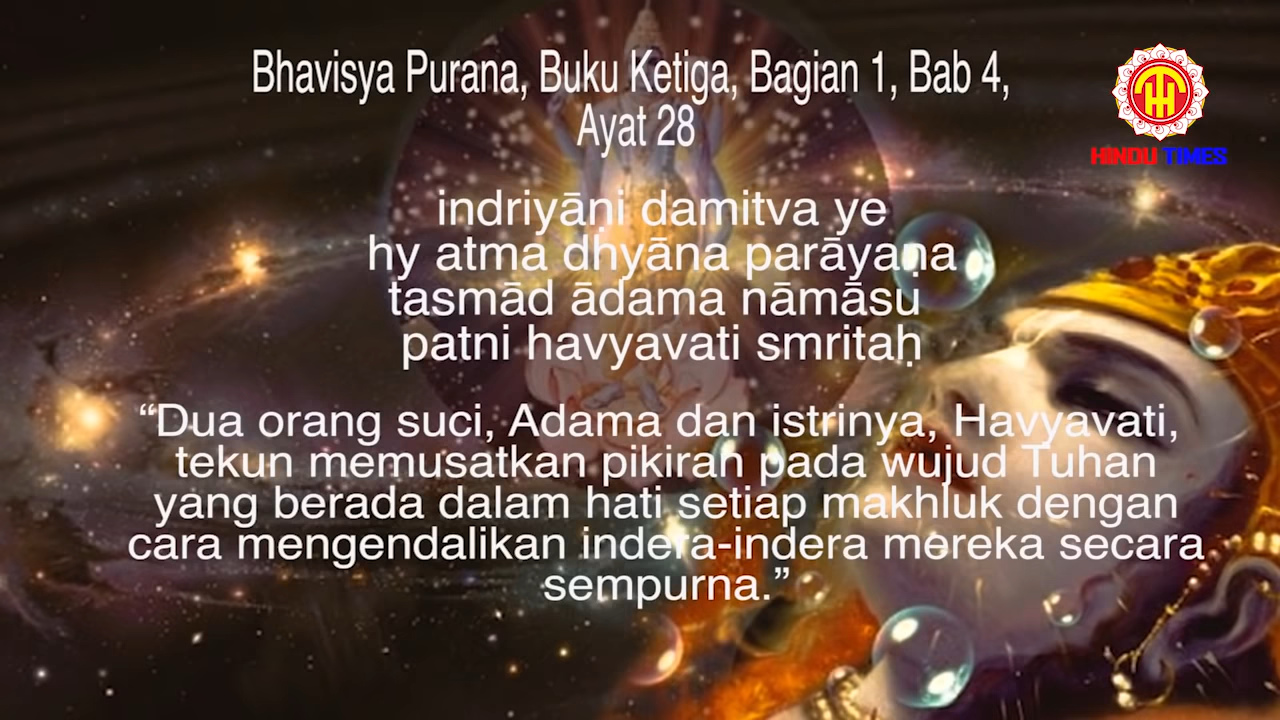 Bhavisya Purana, Buku Ketiga, Bagian 1, Bab 4,
Ayat 28
HINDU TIMES
indriyāṇi damitva ye
hy atma dhyāna parāyaṇa
tasmād ādama nāmāsu
patni havyavati smritaḥ
“Dua orang suci, Adama dan istrinya, Havyavati,
tekun memusatkan pikiran pada wujud Tuhan
yang berada dalam hati setiap makhluk dengan
cara mengendalikan indera-indera mereka secara
sempurna.”